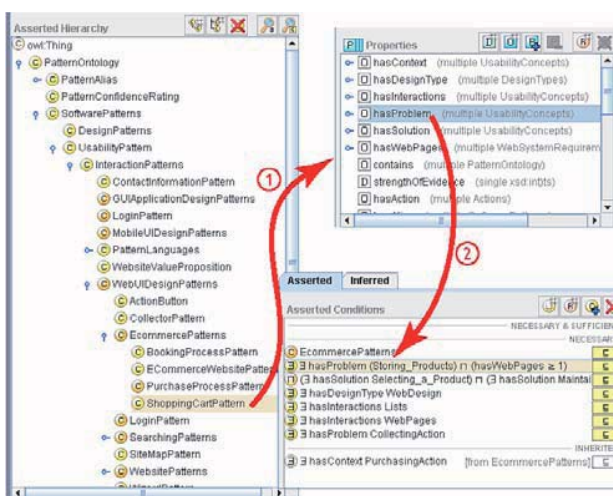 Asserted Hierarchy
owl:Thing
PatternOntology
PatternAlias
PatternConfidenceRating
SoftwarePatterns
DesignPatterns
UsabilityPattern
InteractionPatterns
ContactInformationPattern
GUIApplicationDesignPatterns
LoginPattern
MobileUIDesignPatterns
PatternLanguages
WebsiteValueProposition
WebUIDesignPatterns
ActionButton
CollectorPattern
EcommercePatterns
BookingProcessPattern
ECommerceWebsitePatte
PurchaseProcessPattern
ShoppingCartPattern
LoginPattern
SearchingPatterns
SiteMapPattern
WebsitePatterns
①
Properties
hasContext (multiple UsabilityConcepts)
hasDesignType (multiple DesignTypes)
hasInteractions (multiple UsabilityConcepts)
hasProblem (multiple UsabilityConcepts)
hasSolution (multiple UsabilityConcepts)
hasWebPages (multiple WebSystemRequirem
contains (multiple PatternOntology)
strengthOfEvidence (single xsd:ints)
hasAction (multiple Actions)
②
Asserted Inferred
Asserted Conditions
NECESSARY & SUFFICIEN
NECESSAR
EcommercePatterns
∃ hasProblem (Storing_Products) ⊓ (hasWebPages ≥ 1)
(∃ hasSolution Selecting_a_Product) ⊓ (∃ hasSolution Maintai
∃ hasDesignType WebDesign
∃ hasInteractions Lists
∃ hasInteractions WebPages
∃ hasProblem CollectingAction
INHERITE
∃ hasContext PurchasingAction [from EcommercePatterns]